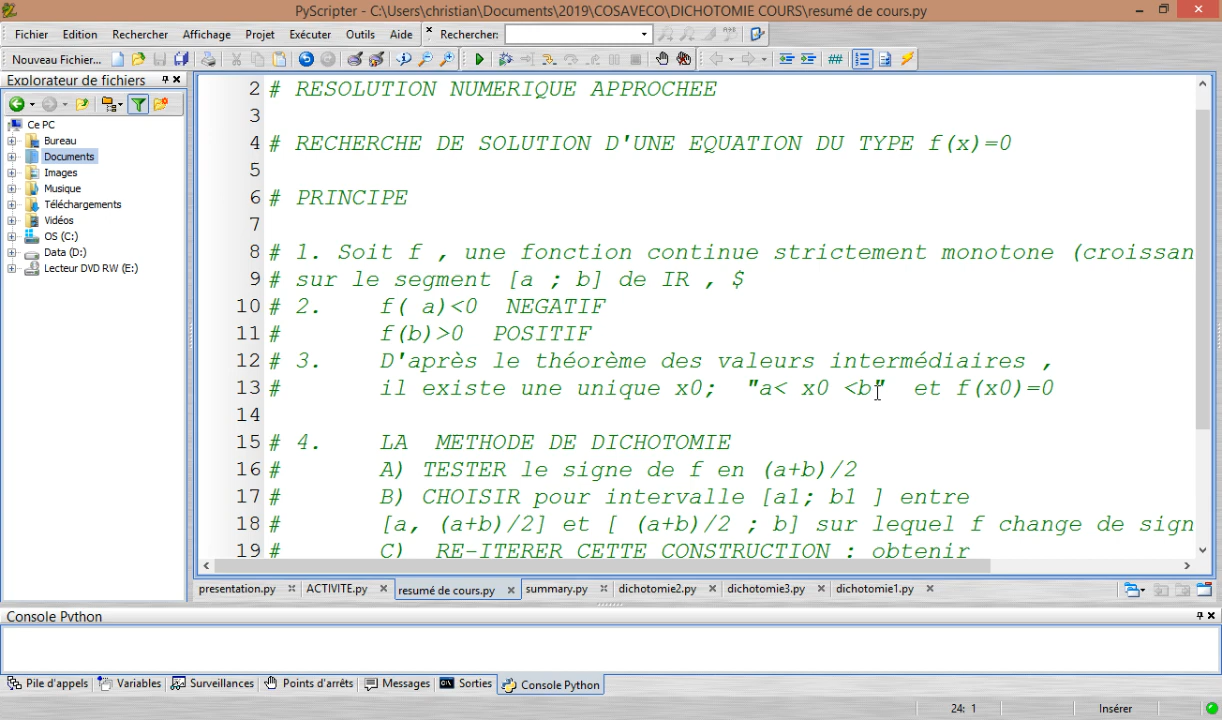 PyScripter - C:\Users\christian\Documents\2019\COSAVECO\DICHOTOMIE COURS\resumé de cours.py
Fichier Edition Rechercher Affichage Projet Exécuter Outils Aide Rechercher:
Nouveau Fichier...
Explorateur de fichiers
Ce PC
Bureau
Documents
Images
Musique
Téléchargements
Vidéos
OS (C:)
Data (D:)
Lecteur DVD RW (E:)
2 # RESOLUTION NUMERIQUE APPROCHEE
3
4 # RECHERCHE DE SOLUTION D'UNE EQUATION DU TYPE f(x)=0
5
6 # PRINCIPE
7
8 # 1. Soit f , une fonction continue strictement monotone (croissan
9 # sur le segment [a ; b] de IR , $
10 # 2. f( a)<0 NEGATIF
11 # f(b)>0 POSITIF
12 # 3. D'après le théorème des valeurs intermédiaires ,
13 # il existe une unique x0; "a< x0 <b" et f(x0)=0
14
15 # 4. LA METHODE DE DICHOTOMIE
16 # A) TESTER le signe de f en (a+b)/2
17 # B) CHOISIR pour intervalle [a1; b1 ] entre
18 # [a, (a+b)/2] et [ (a+b)/2 ; b] sur lequel f change de sign
19 # C) RE-ITERER CETTE CONSTRUCTION : obtenir
presentation.py ACTIVITE.py resumé de cours.py summary.py dichotomie2.py dichotomie3.py dichotomie1.py
Console Python
Pile d'appels Variables Surveillances Points d'arrêts Messages Sorties Console Python
24: 1 Insérer